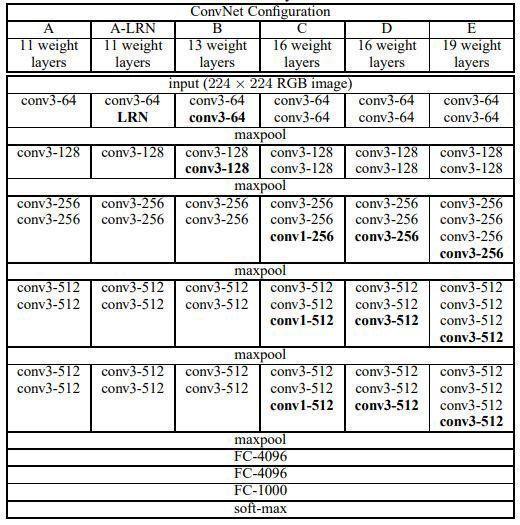 ConvNet Configuration
A A-LRN B C D E
11 weight 11 weight 13 weight 16 weight 16 weight 19 weight
layers layers layers layers layers layers
input (224 × 224 RGB image)
conv3-64 conv3-64 conv3-64 conv3-64 conv3-64 conv3-64
LRN conv3-64 conv3-64 conv3-64 conv3-64
maxpool
conv3-128 conv3-128 conv3-128 conv3-128 conv3-128 conv3-128
conv3-128 conv3-128 conv3-128 conv3-128
maxpool
conv3-256 conv3-256 conv3-256 conv3-256 conv3-256 conv3-256
conv3-256 conv3-256 conv3-256 conv3-256 conv3-256 conv3-256
conv1-256 conv3-256 conv3-256
conv3-256
maxpool
conv3-512 conv3-512 conv3-512 conv3-512 conv3-512 conv3-512
conv3-512 conv3-512 conv3-512 conv3-512 conv3-512 conv3-512
conv1-512 conv3-512 conv3-512
conv3-512
maxpool
conv3-512 conv3-512 conv3-512 conv3-512 conv3-512 conv3-512
conv3-512 conv3-512 conv3-512 conv3-512 conv3-512 conv3-512
conv1-512 conv3-512 conv3-512
conv3-512
maxpool
FC-4096
FC-4096
FC-1000
soft-max